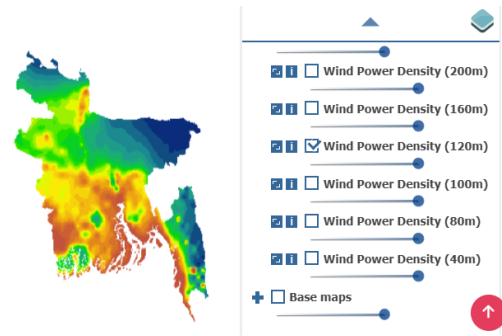 Wind Power Density (200m)
Wind Power Density (160m)
Wind Power Density (120m)
Wind Power Density (100m)
Wind Power Density (80m)
Wind Power Density (40m)
Base maps